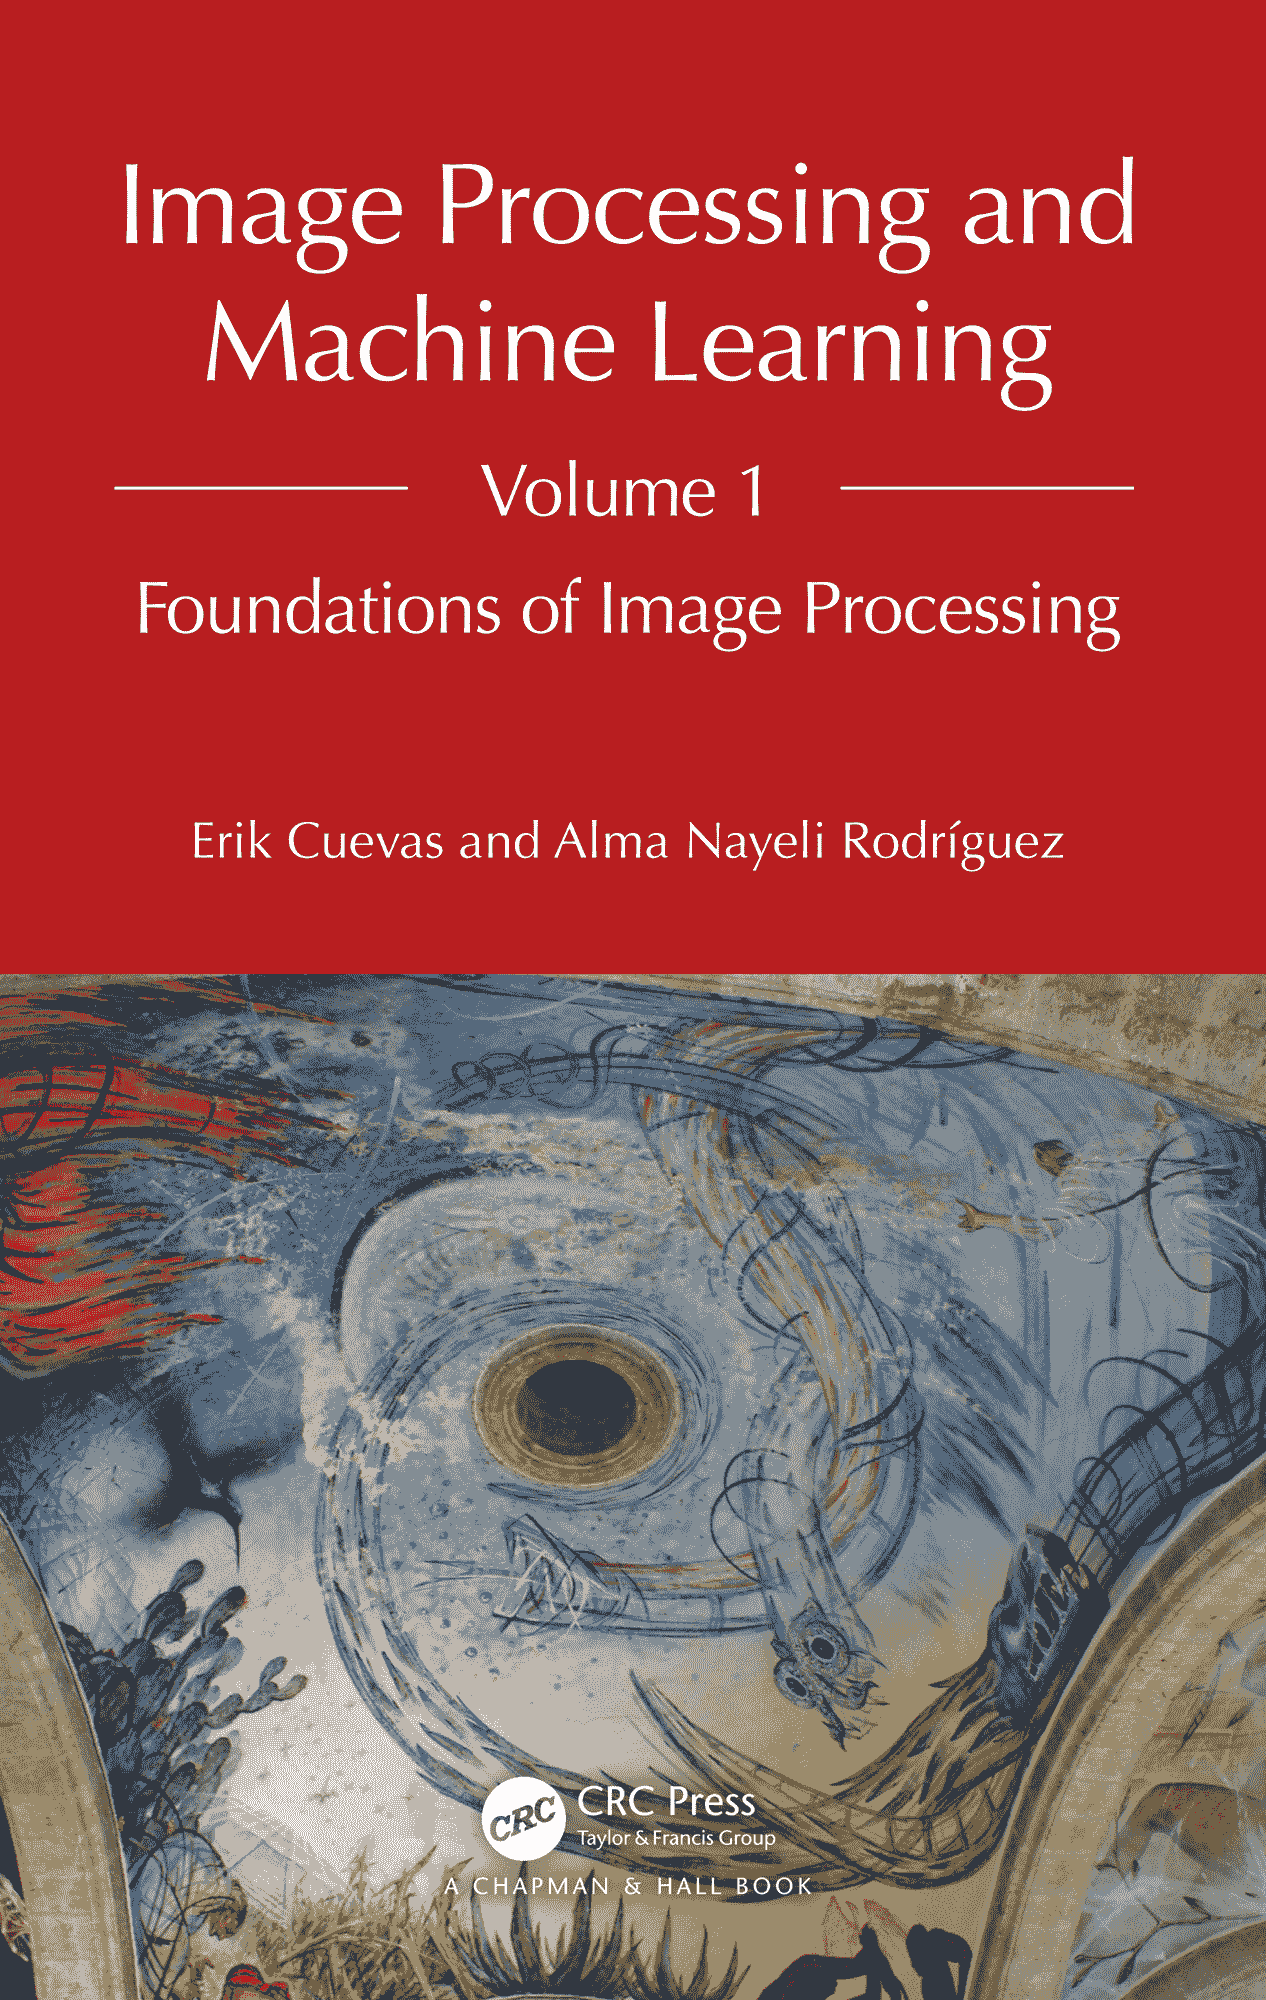 Image Processing and
Machine Learning
Volume 1
Foundations of Image Processing
Erik Cuevas and Alma Nayeli Rodríguez
CRC
CRC Press
Taylor & Francis Group
A CHAPMAN & HALL BOOK